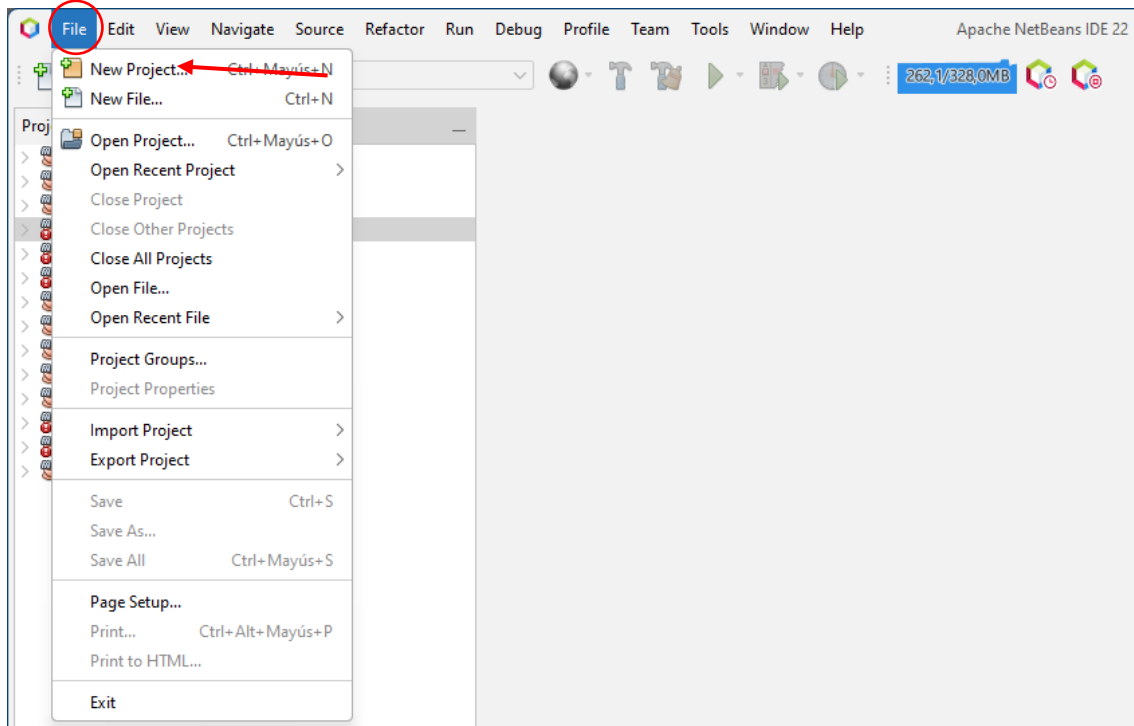 File Edit View Navigate Source Refactor Run Debug Profile Team Tools Window Help Apache NetBeans IDE 22
New Project... Ctrl+Mayús+N
262,1/328,0MB
New File... Ctrl+N
Proj
Open Project... Ctrl+Mayús+O
Open Recent Project
Close Project
Close Other Projects
Close All Projects
Open File...
Open Recent File
Project Groups...
Project Properties
Import Project
Export Project
Save Ctrl+S
Save As...
Save All Ctrl+Mayús+S
Page Setup...
Print... Ctrl+Alt+Mayús+P
Print to HTML...
Exit